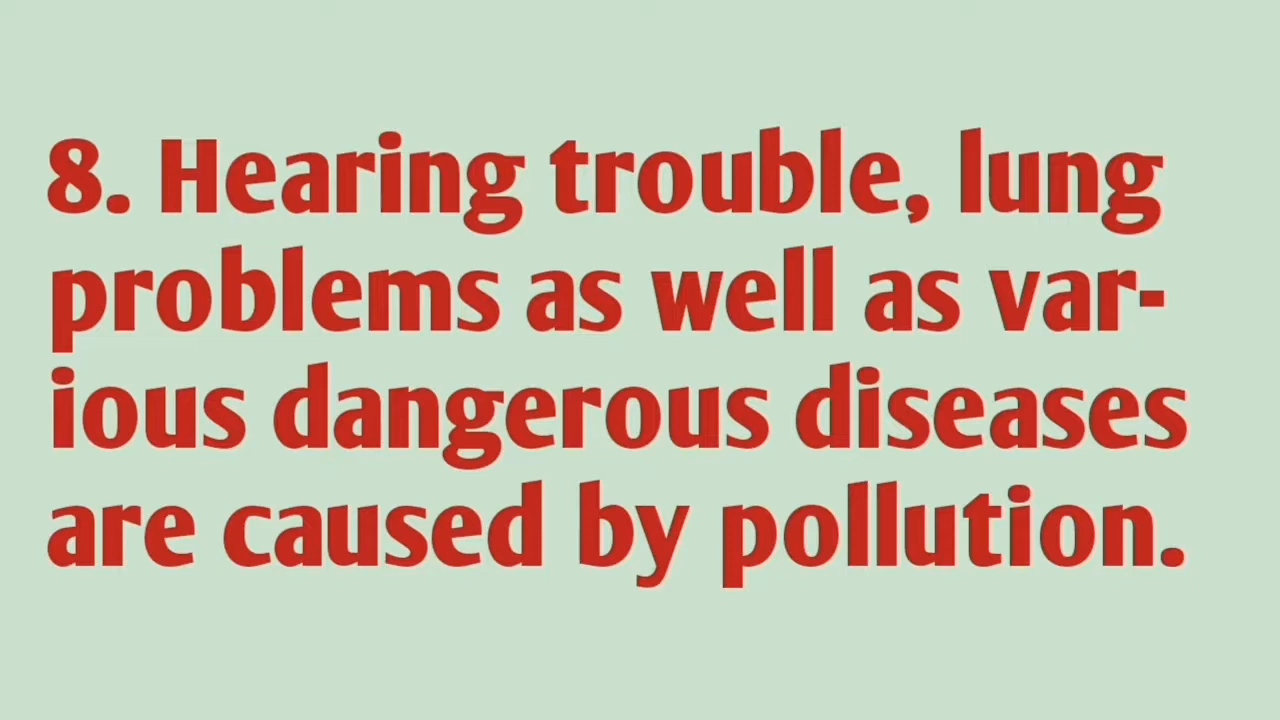 8. Hearing trouble, lung
problems as well as var-
ious dangerous diseases
are caused by pollution.